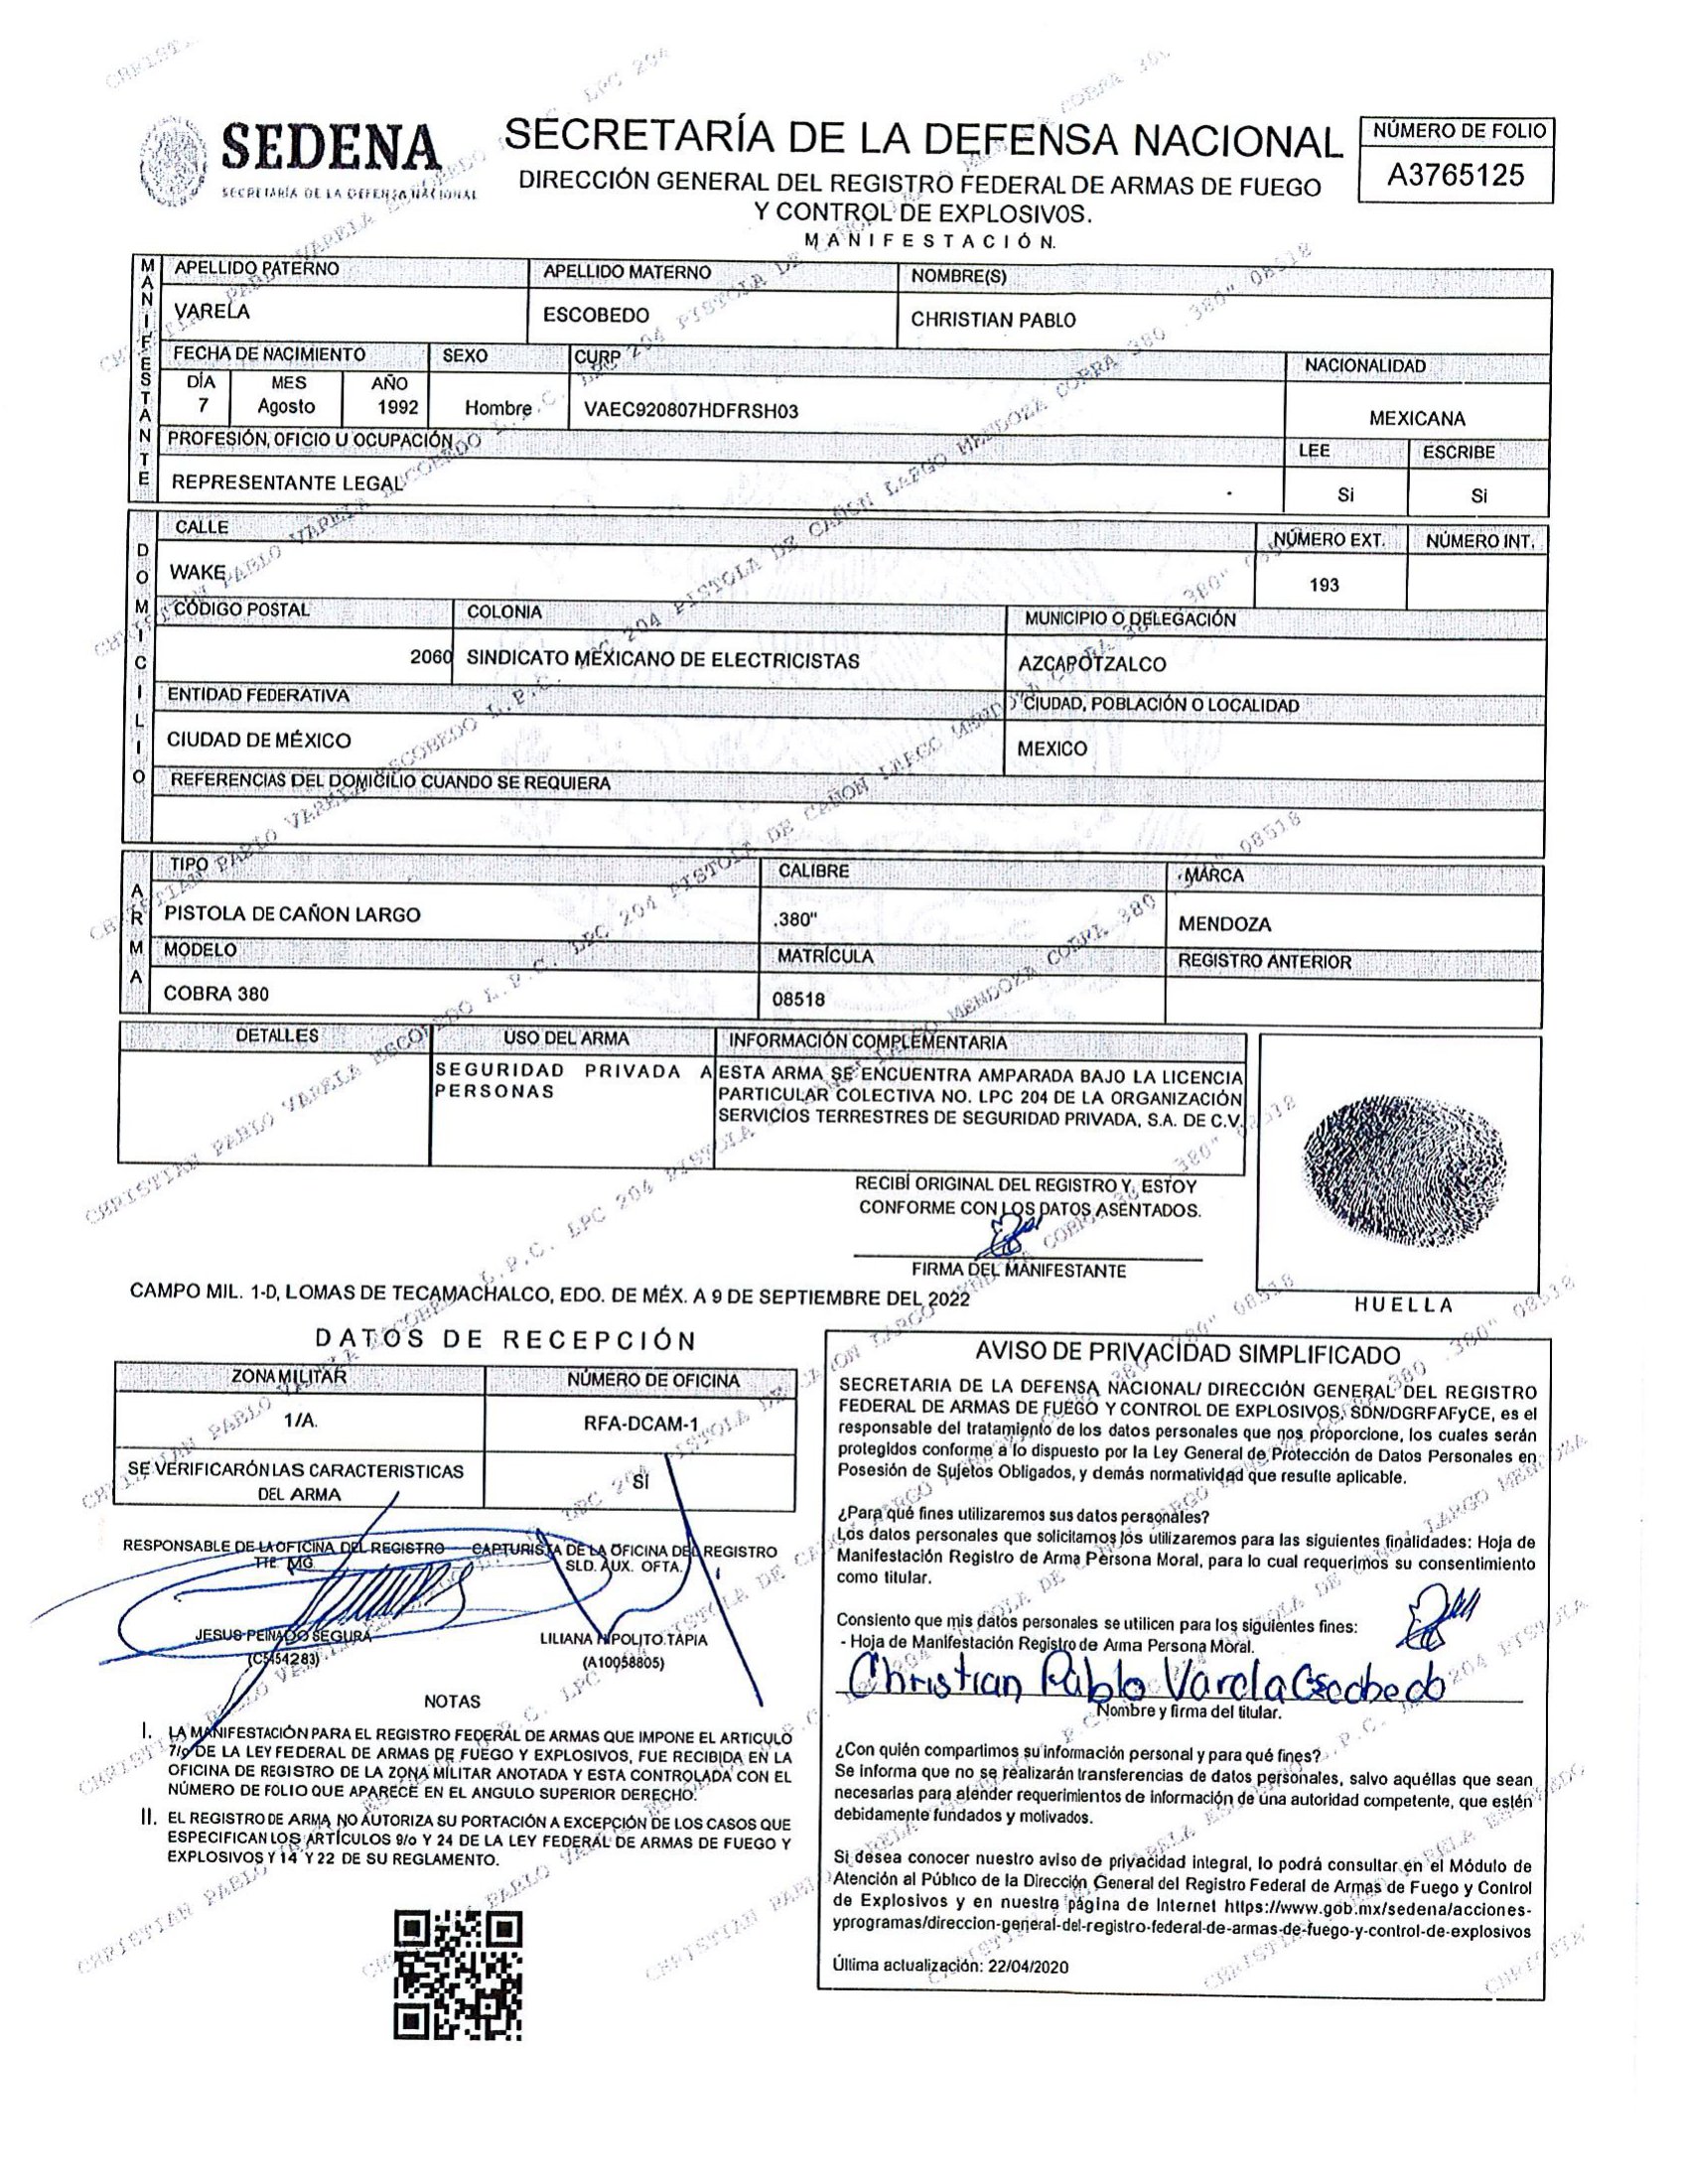 SEDENA
SECRETARÍA DE LA DEFENSA NACIONAL
SECRETARÍA DE LA DEFENSA NACIONAL
DIRECCIÓN GENERAL DEL REGISTRO FEDERAL DE ARMAS DE FUEGO
Y CONTROL DE EXPLOSIVOS.
MANIFESTACIÓN.
NÚMERO DE FOLIO
A3765125
MANIFESTANTE
APELLIDO PATERNO APELLIDO MATERNO NOMBRE(S)
VARELA ESCOBEDO CHRISTIAN PABLO
FECHA DE NACIMIENTO SEXO CURP NACIONALIDAD
DÍA MES AÑO
7 Agosto 1992 Hombre VAEC920807HDFRSH03 MEXICANA
PROFESIÓN, OFICIO U OCUPACIÓN LEE ESCRIBE
REPRESENTANTE LEGAL Si Si
DOMICILIO
CALLE NÚMERO EXT. NÚMERO INT.
WAKE 193
CÓDIGO POSTAL COLONIA MUNICIPIO O DELEGACIÓN
2060 SINDICATO MEXICANO DE ELECTRICISTAS AZCAPOTZALCO
ENTIDAD FEDERATIVA CIUDAD, POBLACIÓN O LOCALIDAD
CIUDAD DE MÉXICO MEXICO
REFERENCIAS DEL DOMICILIO CUANDO SE REQUIERA
ARMA
TIPO CALIBRE MARCA
PISTOLA DE CAÑON LARGO .380" MENDOZA
MODELO MATRÍCULA REGISTRO ANTERIOR
COBRA 380 08518
DETALLES USO DEL ARMA INFORMACIÓN COMPLEMENTARIA
SEGURIDAD PRIVADA A
PERSONAS
ESTA ARMA SE ENCUENTRA AMPARADA BAJO LA LICENCIA
PARTICULAR COLECTIVA NO. LPC 204 DE LA ORGANIZACIÓN
SERVICIOS TERRESTRES DE SEGURIDAD PRIVADA, S.A. DE C.V.
RECIBÍ ORIGINAL DEL REGISTRO Y ESTOY
CONFORME CON LOS DATOS ASENTADOS.
FIRMA DEL MANIFESTANTE
HUELLA
CAMPO MIL. 1-D, LOMAS DE TECAMACHALCO, EDO. DE MÉX. A 9 DE SEPTIEMBRE DEL 2022
DATOS DE RECEPCIÓN
ZONA MILITAR NÚMERO DE OFICINA
1/A. RFA-DCAM-1
SE VERIFICARÓN LAS CARACTERISTICAS
DEL ARMA
SI
RESPONSABLE DE LA OFICINA DEL REGISTRO
TTE. MG.
JESUS PEINADO SEGURA
(C5454283)
CAPTURISTA DE LA OFICINA DEL REGISTRO
SLD. AUX. OFTA.
LILIANA HIPOLITO TAPIA
(A10058805)
NOTAS
I. LA MANIFESTACIÓN PARA EL REGISTRO FEDERAL DE ARMAS QUE IMPONE EL ARTICULO
7/o DE LA LEY FEDERAL DE ARMAS DE FUEGO Y EXPLOSIVOS, FUE RECIBIDA EN LA
OFICINA DE REGISTRO DE LA ZONA MILITAR ANOTADA Y ESTA CONTROLADA CON EL
NÚMERO DE FOLIO QUE APARECE EN EL ANGULO SUPERIOR DERECHO.
II. EL REGISTRO DE ARMA NO AUTORIZA SU PORTACIÓN A EXCEPCIÓN DE LOS CASOS QUE
ESPECIFICAN LOS ARTÍCULOS 9/o Y 24 DE LA LEY FEDERAL DE ARMAS DE FUEGO Y
EXPLOSIVOS Y 14 Y 22 DE SU REGLAMENTO.
AVISO DE PRIVACIDAD SIMPLIFICADO
SECRETARIA DE LA DEFENSA NACIONAL/ DIRECCIÓN GENERAL DEL REGISTRO
FEDERAL DE ARMAS DE FUEGO Y CONTROL DE EXPLOSIVOS, SDN/DGRFAFyCE, es el
responsable del tratamiento de los datos personales que nos proporcione, los cuales serán
protegidos conforme a lo dispuesto por la Ley General de Protección de Datos Personales en
Posesión de Sujetos Obligados, y demás normatividad que resulte aplicable.
¿Para qué fines utilizaremos sus datos personales?
Los datos personales que solicitamos los utilizaremos para las siguientes finalidades: Hoja de
Manifestación Registro de Arma Persona Moral, para lo cual requerimos su consentimiento
como titular.
Consiento que mis datos personales se utilicen para los siguientes fines:
- Hoja de Manifestación Registro de Arma Persona Moral.
Christian Pablo Varela Escobedo
Nombre y firma del titular.
¿Con quién compartimos su información personal y para qué fines?
Se informa que no se realizarán transferencias de datos personales, salvo aquéllas que sean
necesarias para atender requerimientos de información de una autoridad competente, que estén
debidamente fundados y motivados.
Si desea conocer nuestro aviso de privacidad integral, lo podrá consultar en el Módulo de
Atención al Público de la Dirección General del Registro Federal de Armas de Fuego y Control
de Explosivos y en nuestra página de Internet https://www.gob.mx/sedena/acciones-
yprogramas/direccion-general-del-registro-federal-de-armas-de-fuego-y-control-de-explosivos
Última actualización: 22/04/2020
CHRISTIAN PABLO VARELA ESCOBEDO L.P.C. LPC 204 PISTOLA DE CAÑON LARGO MENDOZA COBRA 380 .380" 08518